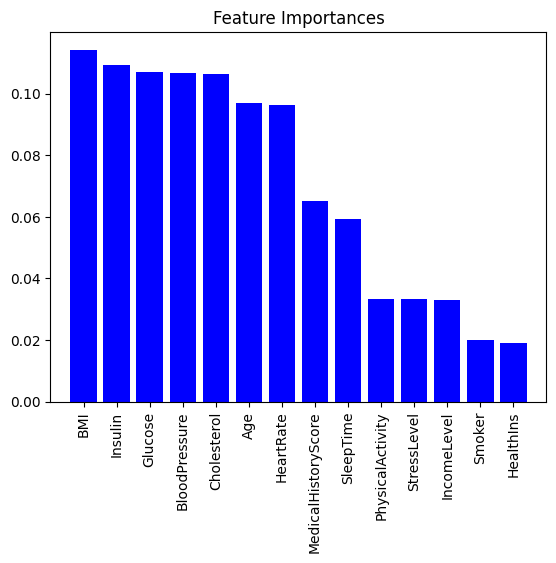 Feature Importances
0.10
0.08
0.06
0.04
0.02
0.00
BMI
Insulin
Glucose
BloodPressure
Cholesterol
Age
HeartRate
MedicalHistoryScore
SleepTime
PhysicalActivity
StressLevel
IncomeLevel
Smoker
HealthIns